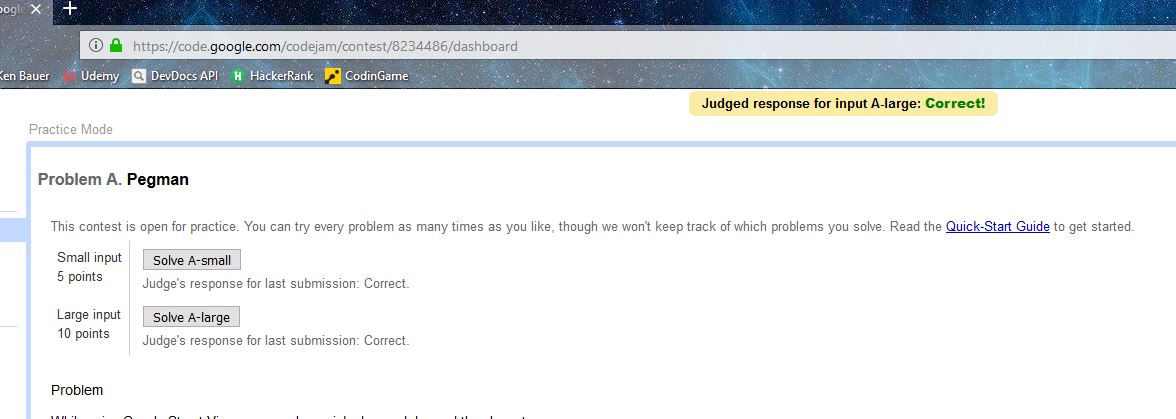 https://code.google.com/codejam/contest/8234486/dashboard
Ken Bauer Udemy DevDocs API HackerRank CodinGame
Judged response for input A-large: Correct!
Practice Mode
Problem A. Pegman
This contest is open for practice. You can try every problem as many times as you like, though we won't keep track of which problems you solve. Read the Quick-Start Guide to get started.
Small input
5 points
Solve A-small
Judge's response for last submission: Correct.
Large input
10 points
Solve A-large
Judge's response for last submission: Correct.
Problem